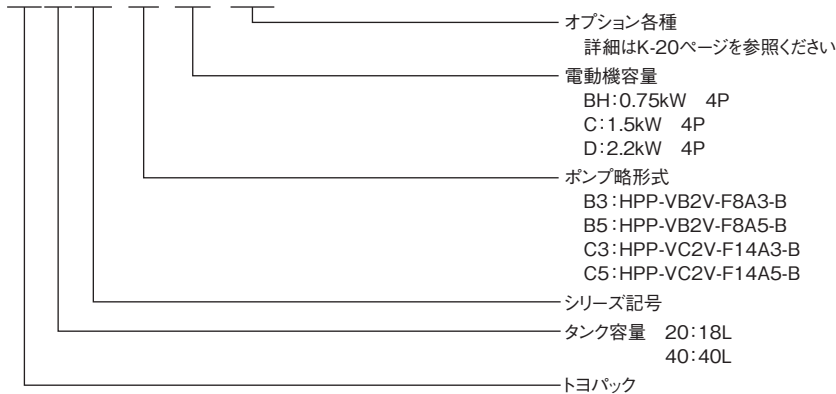 オプション各種
詳細はK-20ページを参照ください
電動機容量
BH:0.75kW 4P
C:1.5kW 4P
D:2.2kW 4P
ポンプ略形式
B3:HPP-VB2V-F8A3-B
B5:HPP-VB2V-F8A5-B
C3:HPP-VC2V-F14A3-B
C5:HPP-VC2V-F14A5-B
シリーズ記号
タンク容量 20:18L
40:40L
トヨパック